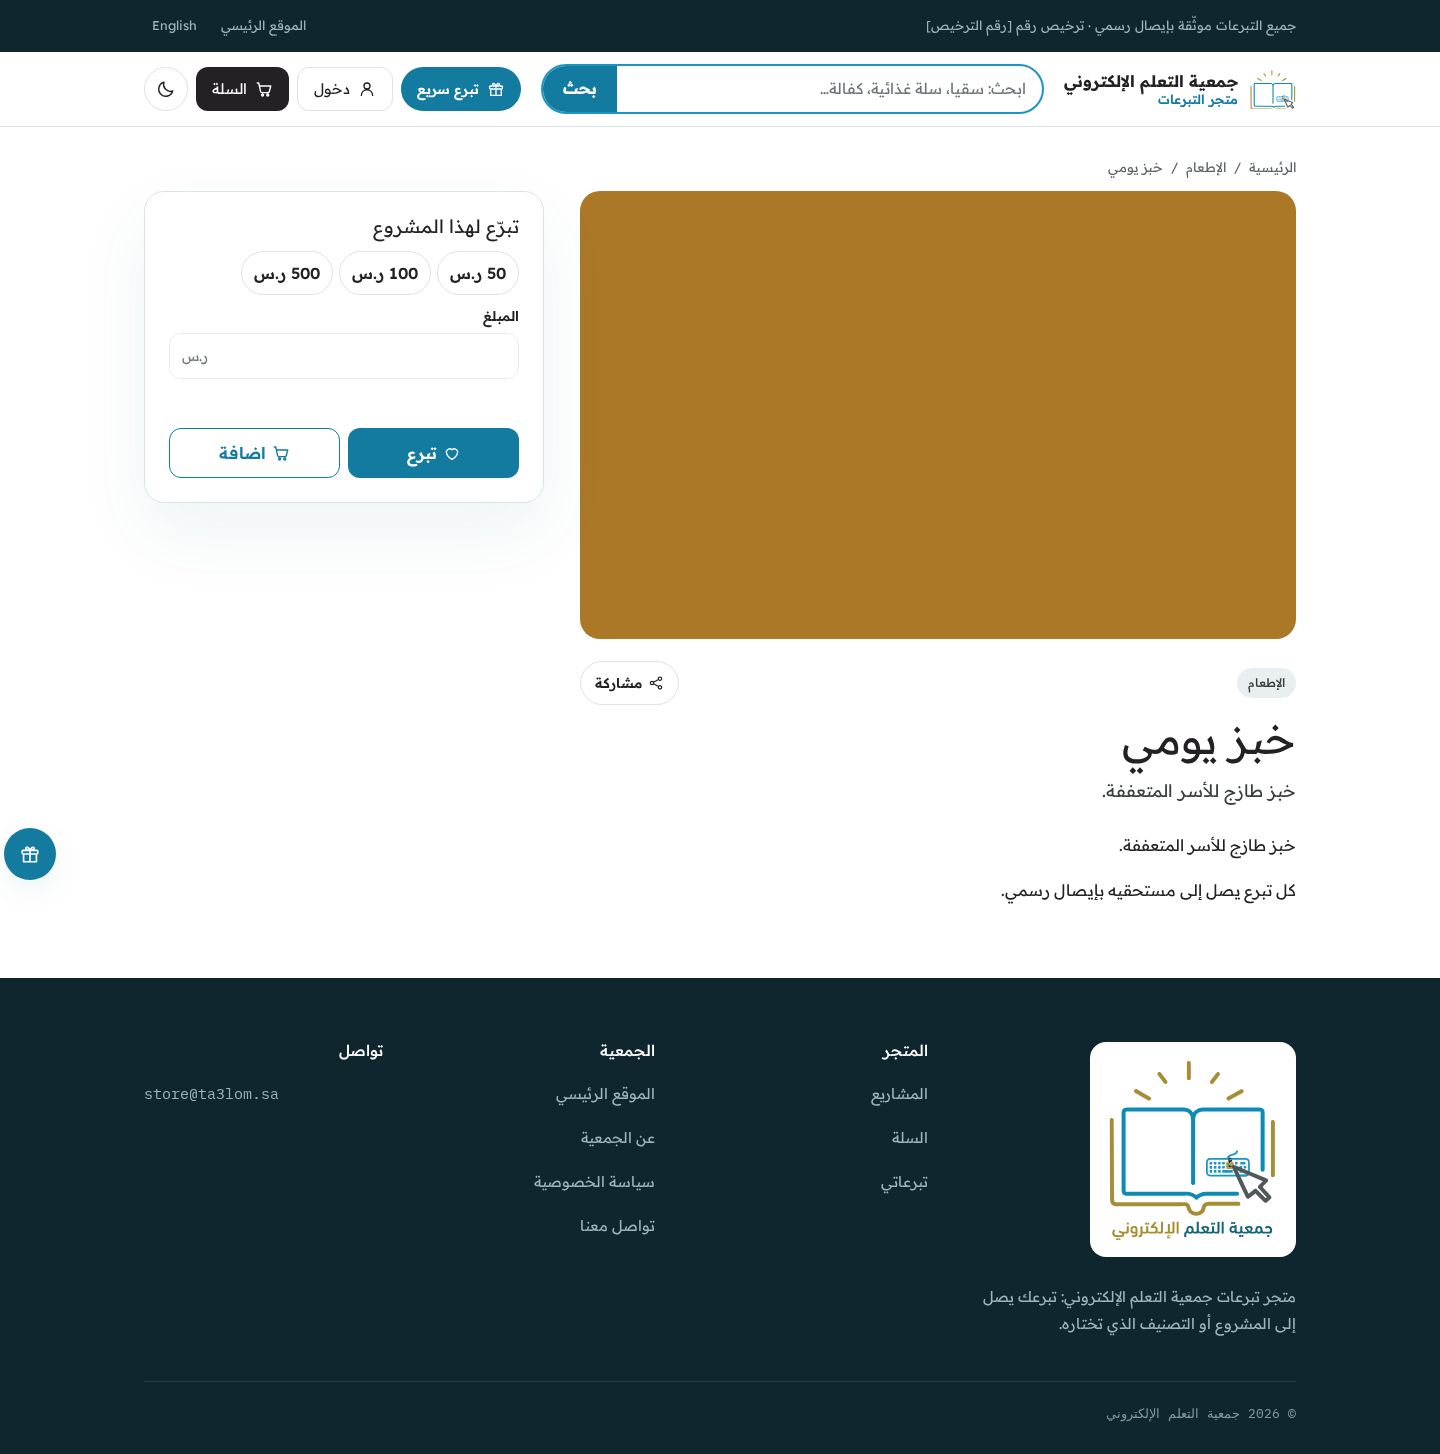 جميع التبرعات موثّقة بإيصال رسمي · ترخيص رقم [رقم الترخيص]
الموقع الرئيسي
English
جمعية التعلم الإلكتروني
متجر التبرعات
ابحث: سقيا، سلة غذائية، كفالة...
بحث
تبرع سريع
دخول
السلة
الرئيسية / الإطعام / خبز يومي
الإطعام
مشاركة
خبز يومي
خبز طازج للأسر المتعففة.
خبز طازج للأسر المتعففة.
كل تبرع يصل إلى مستحقيه بإيصال رسمي.
تبرّع لهذا المشروع
50 ر.س
100 ر.س
500 ر.س
المبلغ
ر.س
تبرع
اضافة
جمعية التعلم الإلكتروني
متجر تبرعات جمعية التعلم الإلكتروني: تبرعك يصل
إلى المشروع أو التصنيف الذي تختاره.
المتجر
المشاريع
السلة
تبرعاتي
الجمعية
الموقع الرئيسي
عن الجمعية
سياسة الخصوصية
تواصل معنا
تواصل
store@ta3lom.sa
© 2026 جمعية التعلم الإلكتروني